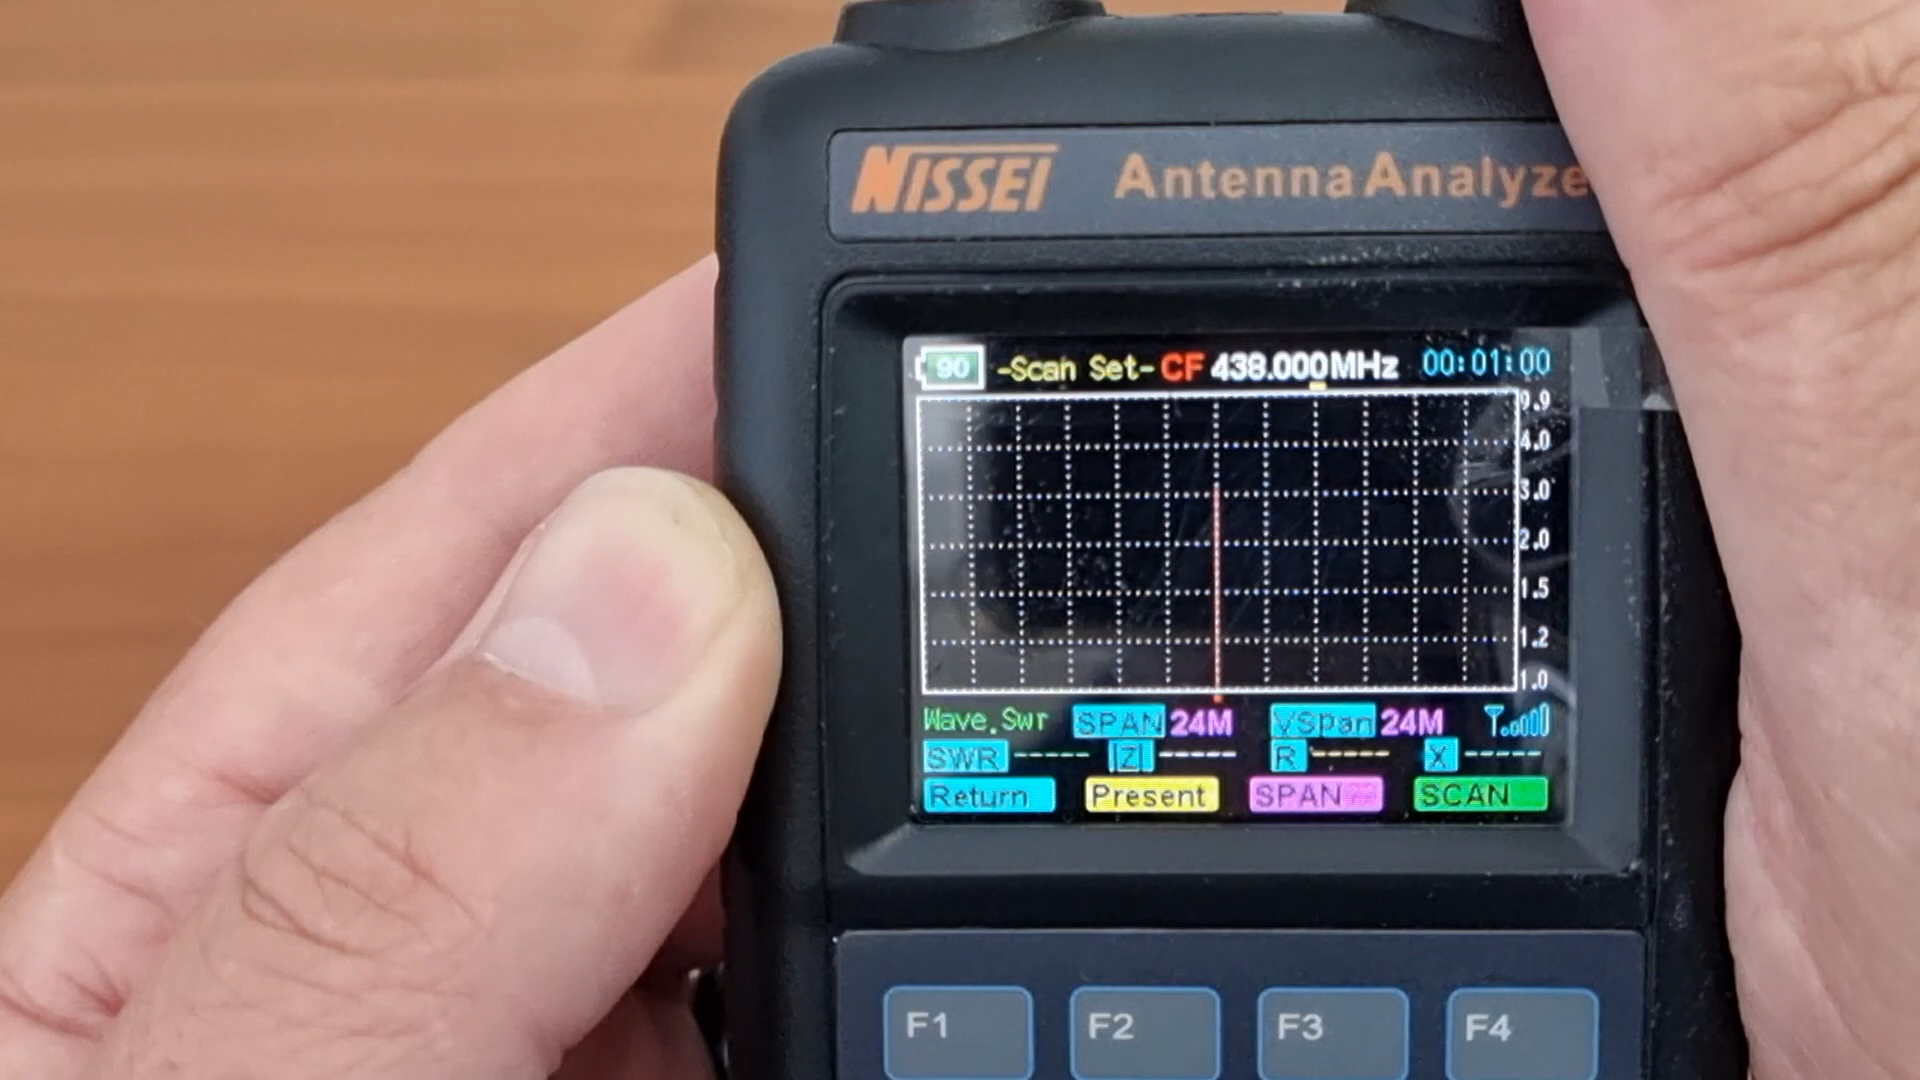 NISSEI Antenna Analyze
90 -Scan Set- CF 438.000MHz 00:01:00
9.9
4.0
3.0
2.0
1.5
1.2
1.0
Wave.Swr SPAN 24M VSpan 24M
SWR ----- |Z| ----- R ----- X -----
Return Present SPAN SCAN
F1 F2 F3 F4